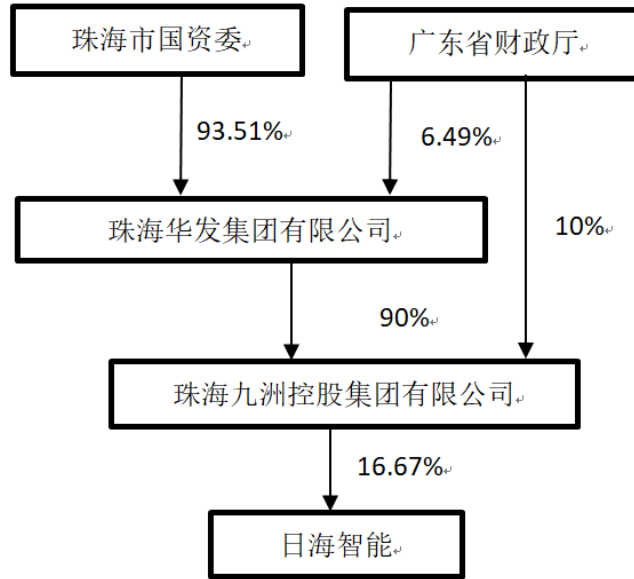 珠海市国资委
广东省财政厅
93.51%
6.49%
珠海华发集团有限公司
10%
90%
珠海九洲控股集团有限公司
16.67%
日海智能